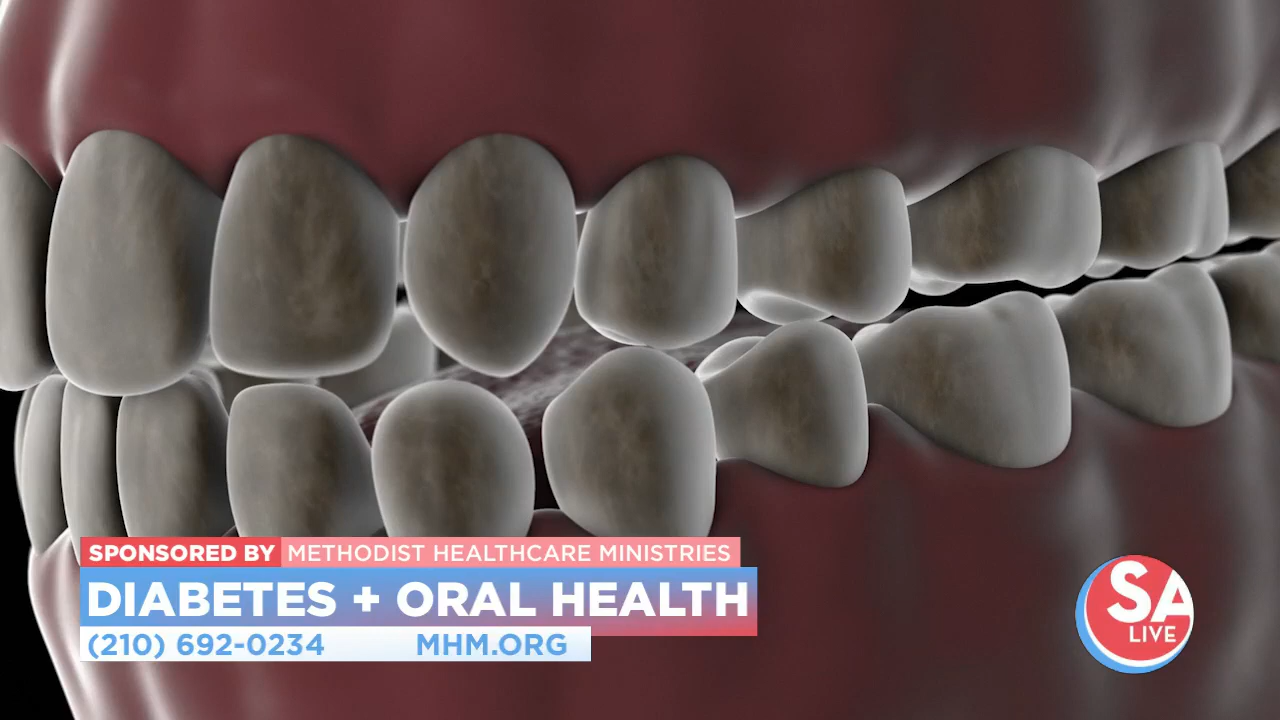 SPONSORED BY METHODIST HEALTHCARE MINISTRIES
DIABETES + ORAL HEALTH
(210) 692-0234 MHM.ORG
SA
LIVE